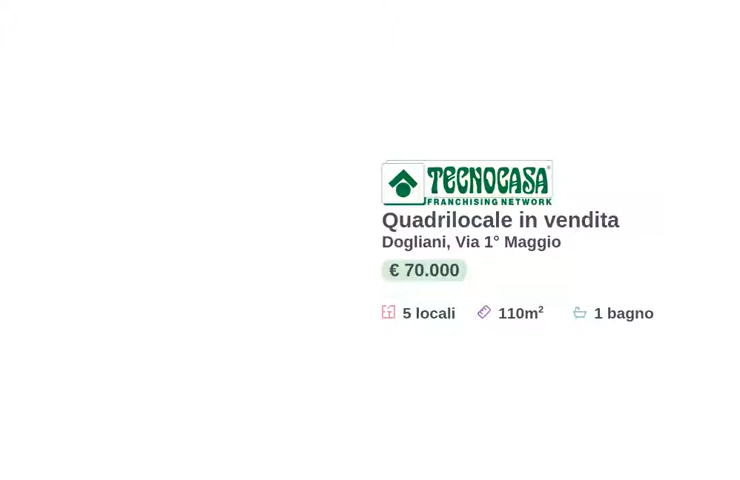 TECNOCASA
FRANCHISING NETWORK
Quadrilocale in vendita
Dogliani, Via 1° Maggio
€ 70.000
5 locali 110m² 1 bagno